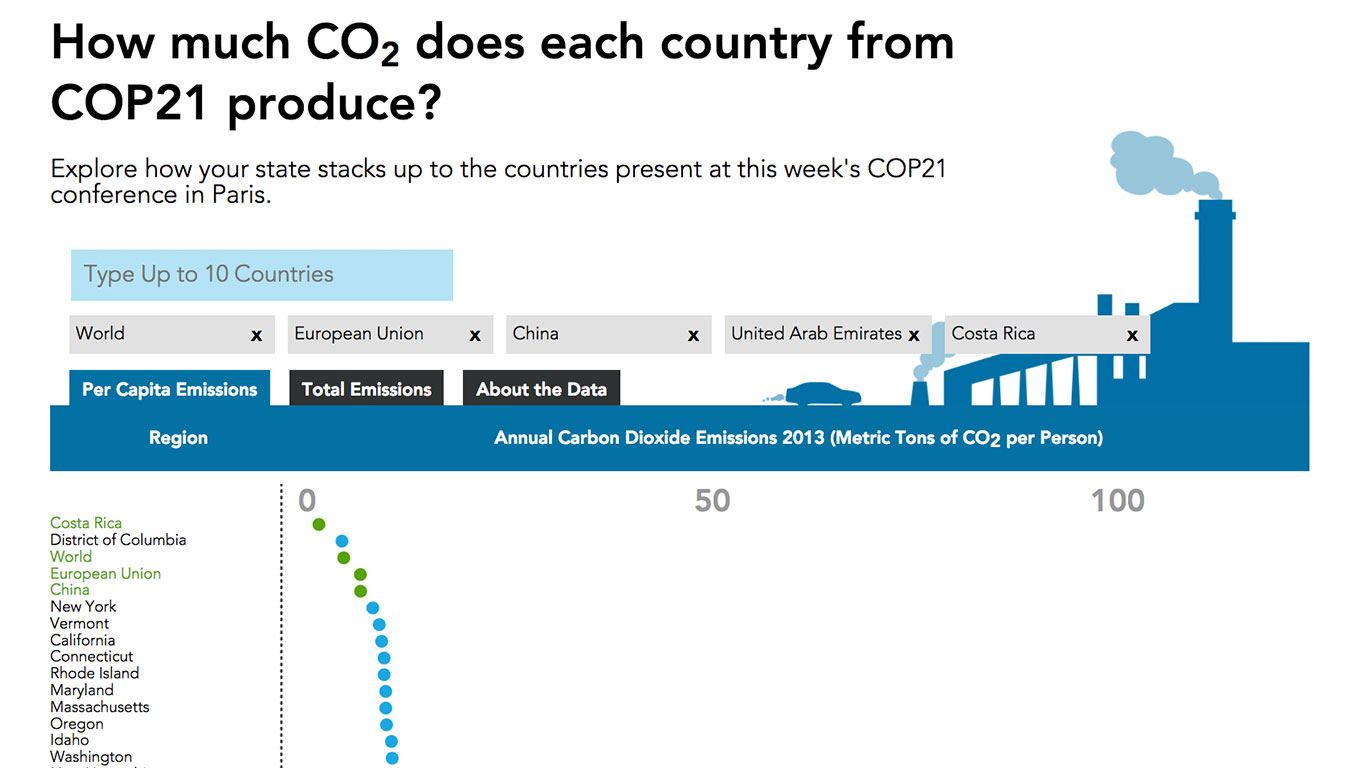 How much CO₂ does each country from
COP21 produce?
Explore how your state stacks up to the countries present at this week's COP21
conference in Paris.
Type Up to 10 Countries
World x European Union x China x United Arab Emirates x Costa Rica x
Per Capita Emissions Total Emissions About the Data
Region Annual Carbon Dioxide Emissions 2013 (Metric Tons of CO₂ per Person)
0 50 100
Costa Rica
District of Columbia
World
European Union
China
New York
Vermont
California
Connecticut
Rhode Island
Maryland
Massachusetts
Oregon
Idaho
Washington